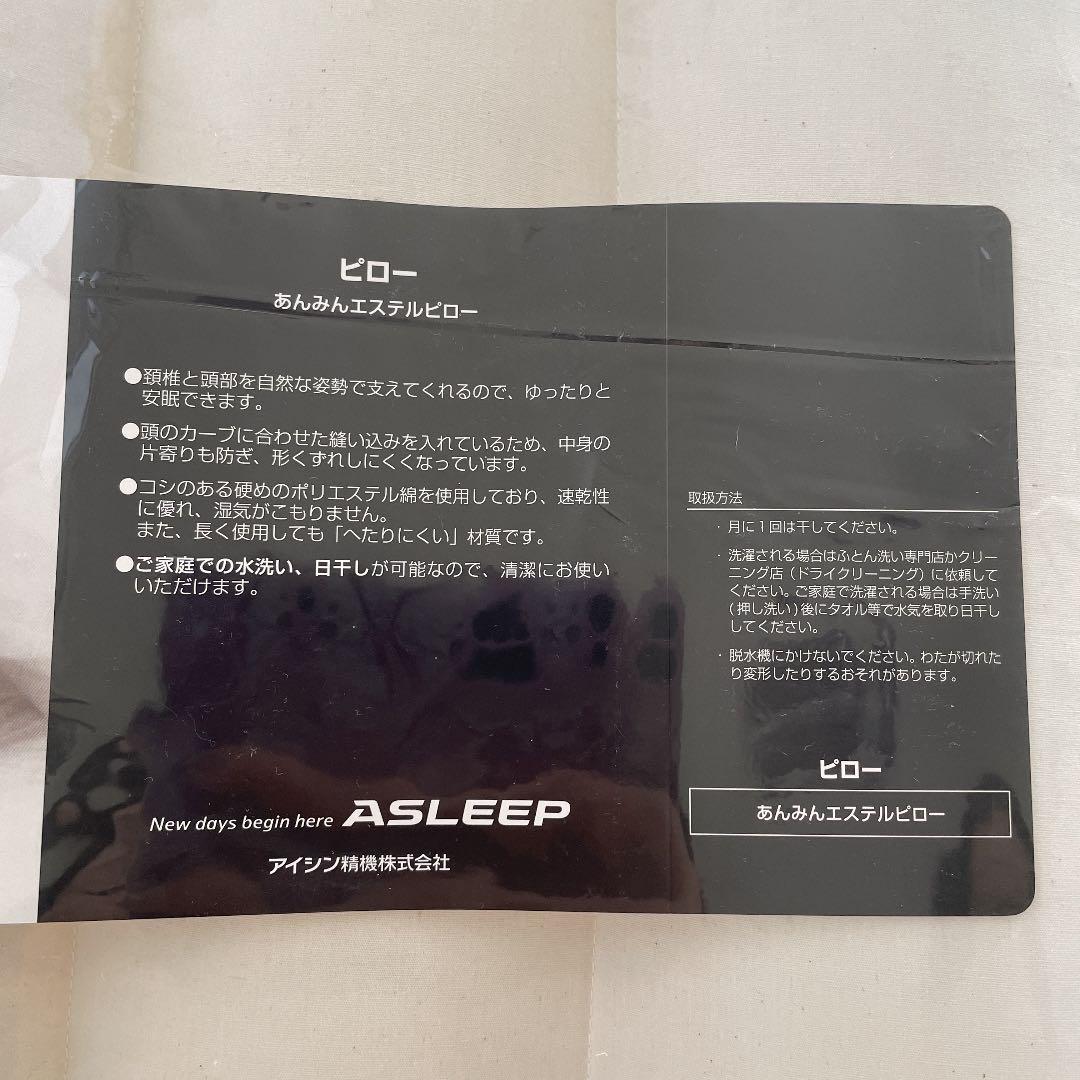 ピロー
あんみんエステルピロー
●頚椎と頭部を自然な姿勢で支えてくれるので、ゆったりと
安眠できます。
●頭のカーブに合わせた縫い込みを入れているため、中身の
片寄りも防ぎ、形くずれしにくくなっています。
●コシのある硬めのポリエステル綿を使用しており、速乾性
に優れ、湿気がこもりません。
また、長く使用しても「へたりにくい」材質です。
●ご家庭での水洗い、日干しが可能なので、清潔にお使い
いただけます。
New days begin here ASLEEP
アイシン精機株式会社
取扱方法
・月に1回は干してください。
・洗濯される場合はふとん洗い専門店かクリー
ニング店（ドライクリーニング）に依頼して
ください。ご家庭で洗濯される場合は手洗い
(押し洗い)後にタオル等で水気を取り日干し
してください。
・脱水機にかけないでください。わたが切れた
り変形したりするおそれがあります。
ピロー
あんみんエステルピロー